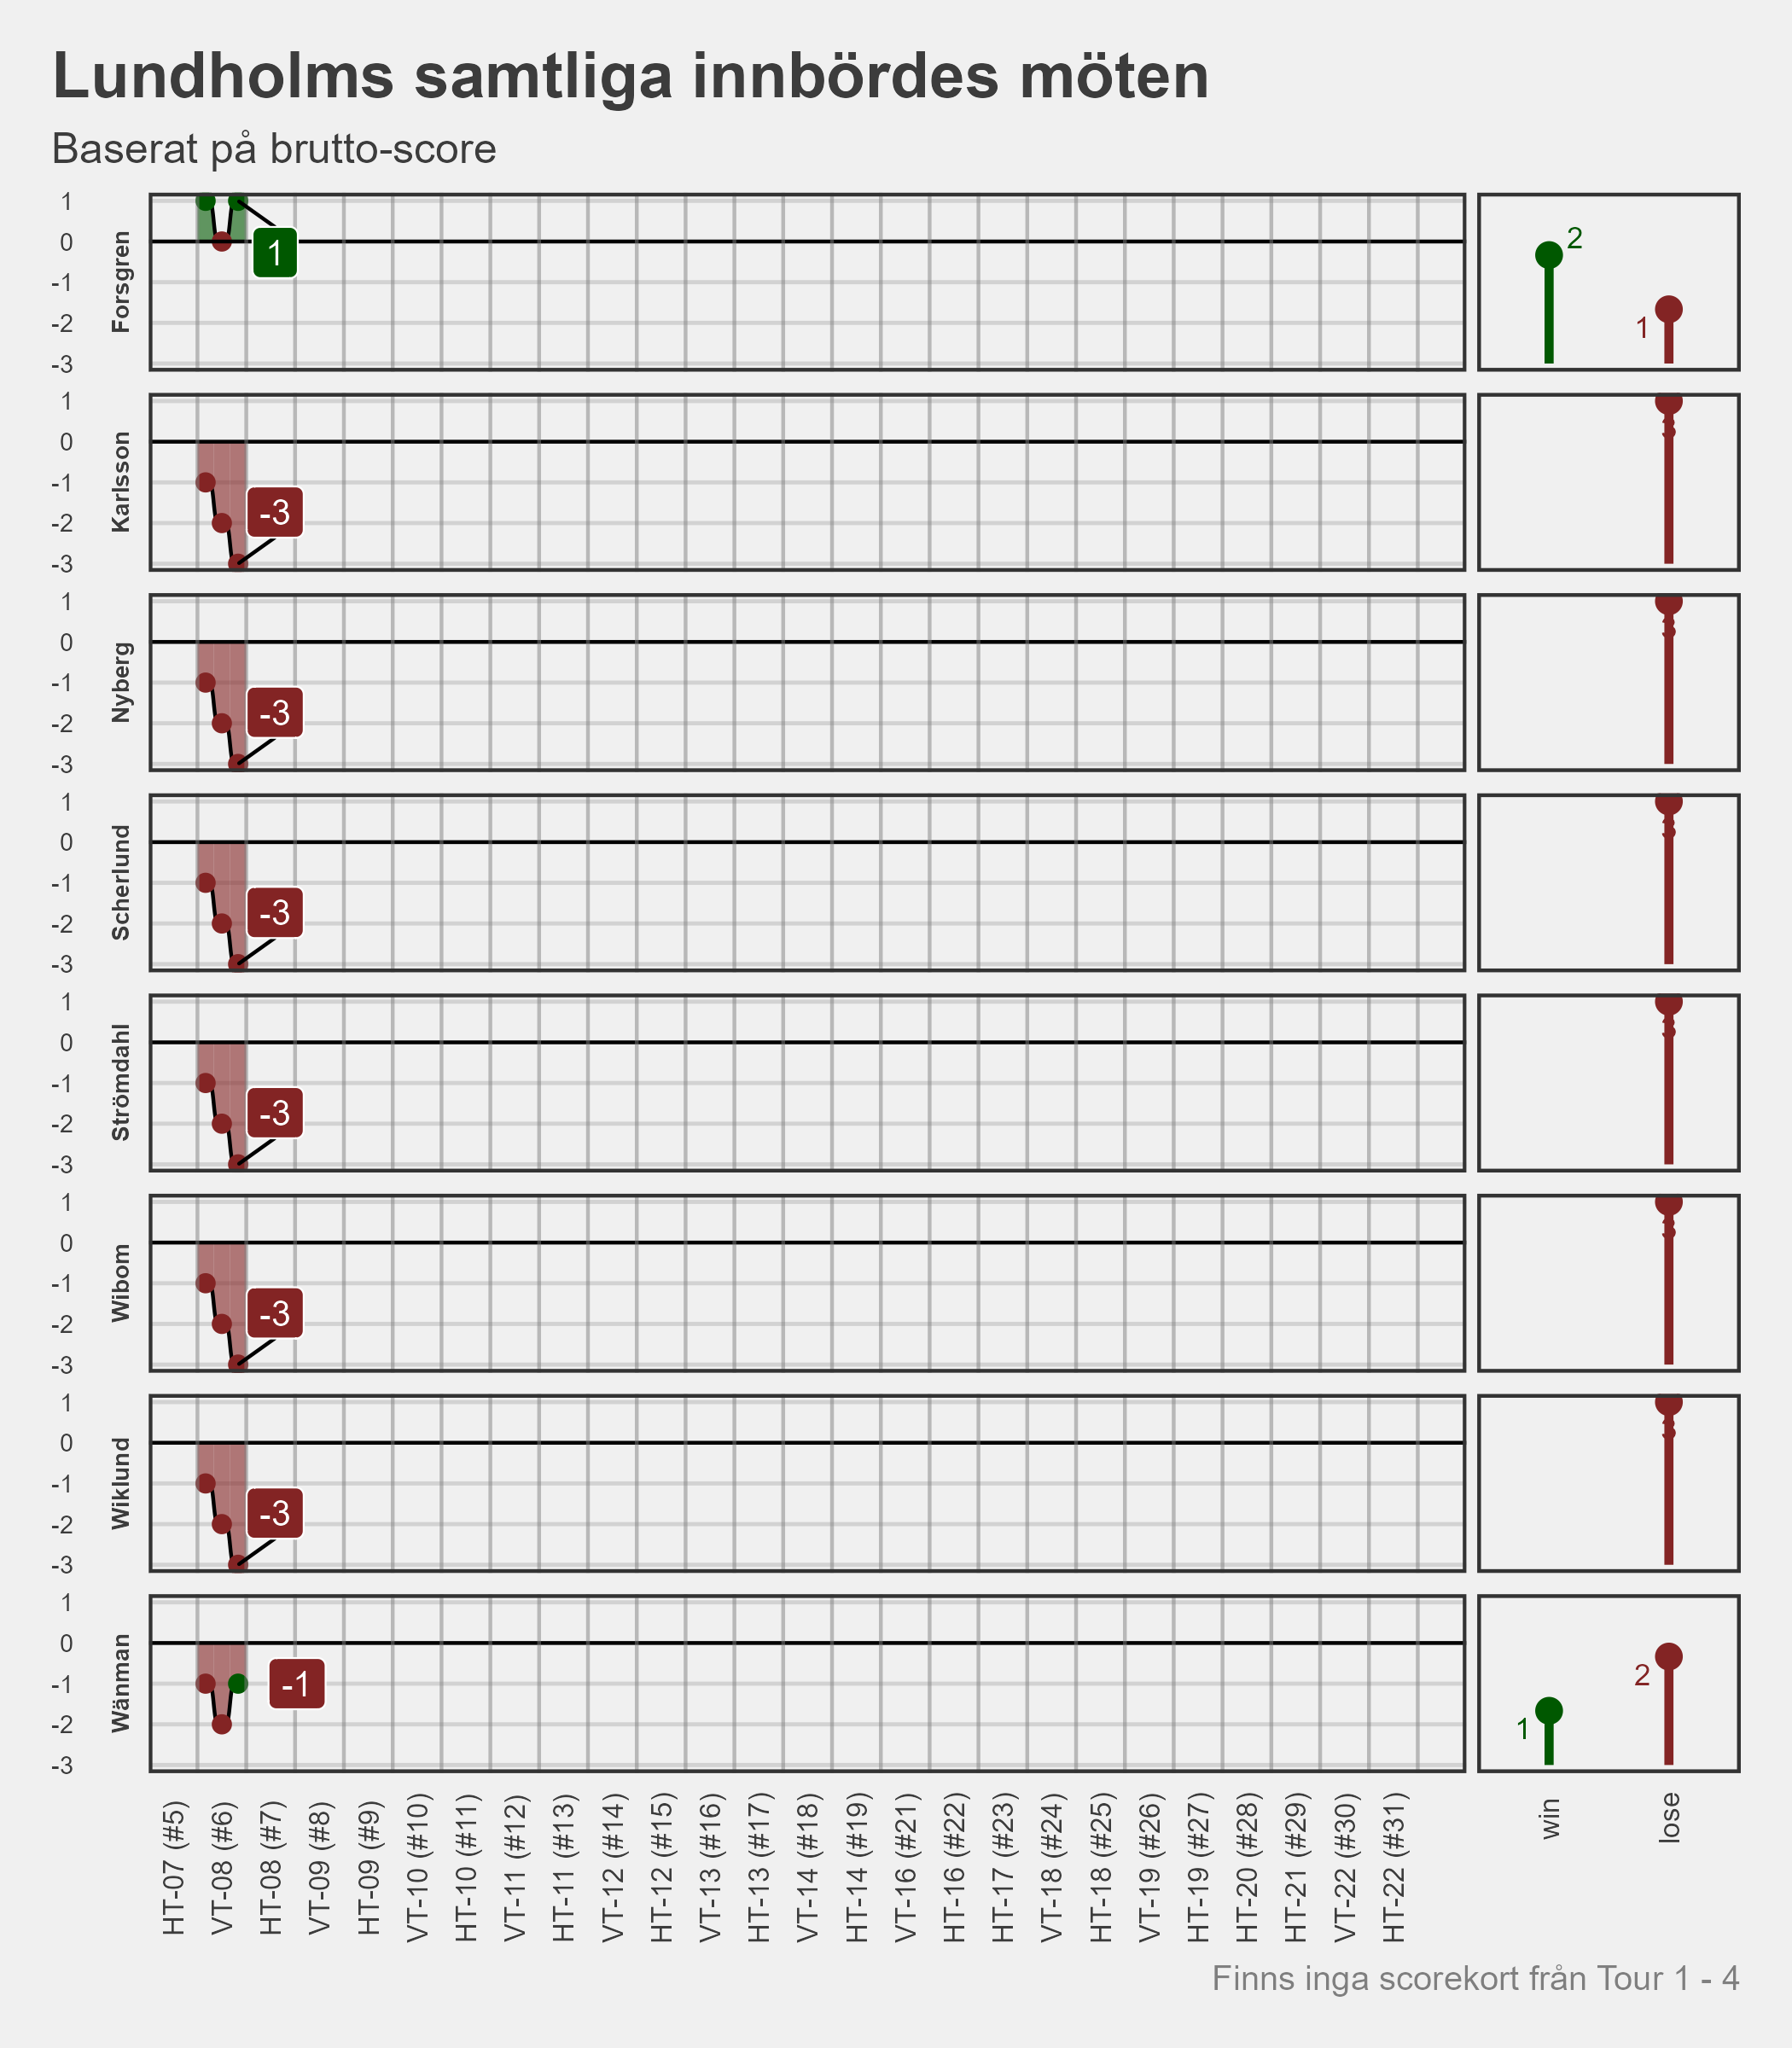 Lundholms samtliga innbördes möten
Baserat på brutto-score
1
0
-1
-2
-3
Forsgren
1
2
1
1
0
-1
-2
-3
Karlsson
-3
3
1
0
-1
-2
-3
Nyberg
-3
3
1
0
-1
-2
-3
Scherlund
-3
3
1
0
-1
-2
-3
Strömdahl
-3
3
1
0
-1
-2
-3
Wibom
-3
3
1
0
-1
-2
-3
Wiklund
-3
3
1
0
-1
-2
-3
Wänman
-1
1
2
HT-07 (#5)
VT-08 (#6)
HT-08 (#7)
VT-09 (#8)
HT-09 (#9)
VT-10 (#10)
HT-10 (#11)
VT-11 (#12)
HT-11 (#13)
VT-12 (#14)
HT-12 (#15)
VT-13 (#16)
HT-13 (#17)
VT-14 (#18)
HT-14 (#19)
VT-16 (#21)
HT-16 (#22)
HT-17 (#23)
VT-18 (#24)
HT-18 (#25)
VT-19 (#26)
HT-19 (#27)
HT-20 (#28)
HT-21 (#29)
VT-22 (#30)
HT-22 (#31)
win
lose
Finns inga scorekort från Tour 1 - 4